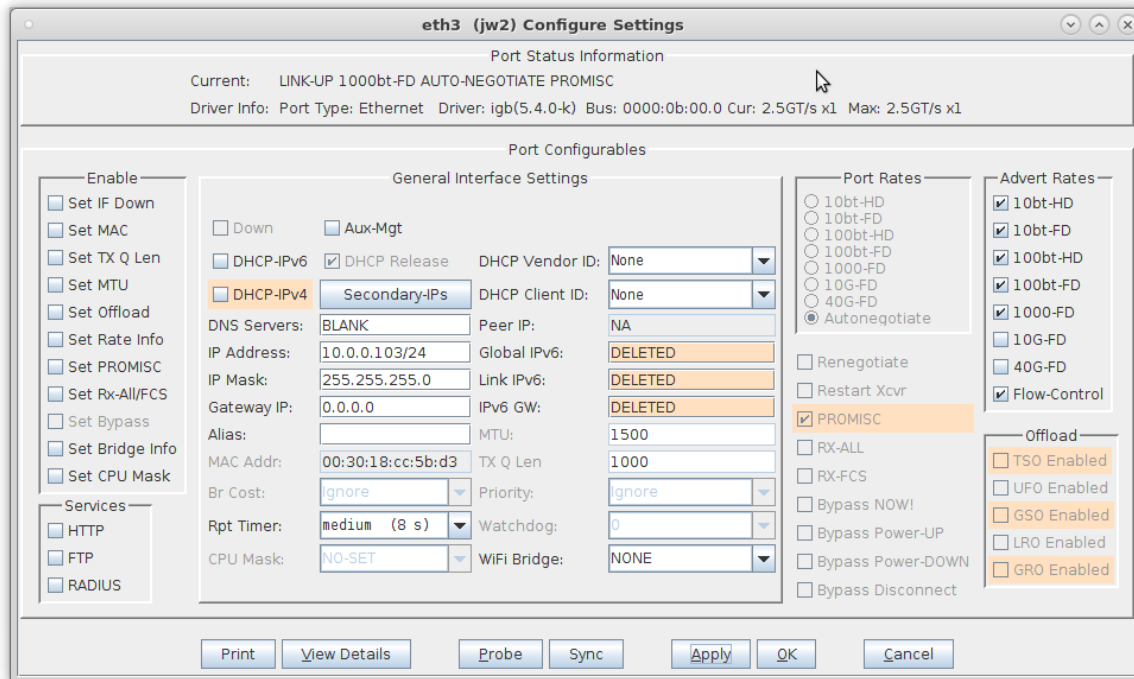 eth3 (jw2) Configure Settings
Port Status Information
Current: LINK-UP 1000bt-FD AUTO-NEGOTIATE PROMISC
Driver Info: Port Type: Ethernet Driver: igb(5.4.0-k) Bus: 0000:0b:00.0 Cur: 2.5GT/s x1 Max: 2.5GT/s x1
Port Configurables
Enable
Set IF Down
Set MAC
Set TX Q Len
Set MTU
Set Offload
Set Rate Info
Set PROMISC
Set Rx-All/FCS
Set Bypass
Set Bridge Info
Set CPU Mask
Services
HTTP
FTP
RADIUS
General Interface Settings
Down Aux-Mgt
DHCP-IPv6 DHCP Release DHCP Vendor ID: None
DHCP-IPv4 Secondary-IPs DHCP Client ID: None
DNS Servers: BLANK Peer IP: NA
IP Address: 10.0.0.103/24 Global IPv6: DELETED
IP Mask: 255.255.255.0 Link IPv6: DELETED
Gateway IP: 0.0.0.0 IPv6 GW: DELETED
Alias: MTU: 1500
MAC Addr: 00:30:18:cc:5b:d3 TX Q Len 1000
Br Cost: Ignore Priority: Ignore
Rpt Timer: medium (8 s) Watchdog: 0
CPU Mask: NO-SET WiFi Bridge: NONE
Port Rates
10bt-HD
10bt-FD
100bt-HD
100bt-FD
1000-FD
10G-FD
40G-FD
Autonegotiate
Renegotiate
Restart Xcvr
PROMISC
RX-ALL
RX-FCS
Bypass NOW!
Bypass Power-UP
Bypass Power-DOWN
Bypass Disconnect
Advert Rates
10bt-HD
10bt-FD
100bt-HD
100bt-FD
1000-FD
10G-FD
40G-FD
Flow-Control
Offload
TSO Enabled
UFO Enabled
GSO Enabled
LRO Enabled
GRO Enabled
Print View Details Probe Sync Apply OK Cancel